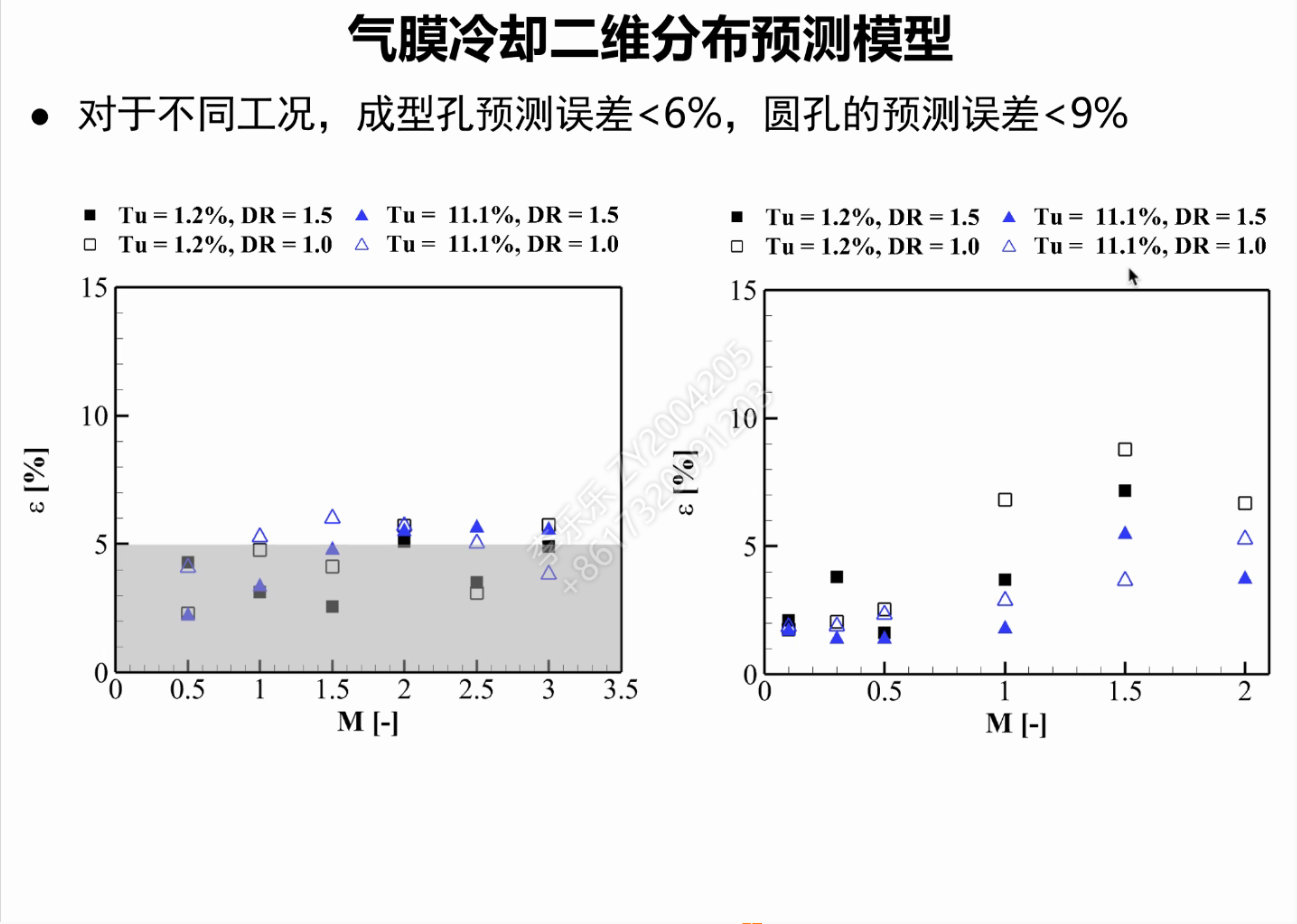 气膜冷却二维分布预测模型
● 对于不同工况，成型孔预测误差<6%，圆孔的预测误差<9%
Tu = 1.2%, DR = 1.5 Tu = 11.1%, DR = 1.5
Tu = 1.2%, DR = 1.0 Tu = 11.1%, DR = 1.0
15
10
5
0
ε [%]
0 0.5 1 1.5 2 2.5 3 3.5
M [-]
Tu = 1.2%, DR = 1.5 Tu = 11.1%, DR = 1.5
Tu = 1.2%, DR = 1.0 Tu = 11.1%, DR = 1.0
15
10
5
0
ε [%]
0 0.5 1 1.5 2
M [-]
乐乐 ZY2004205